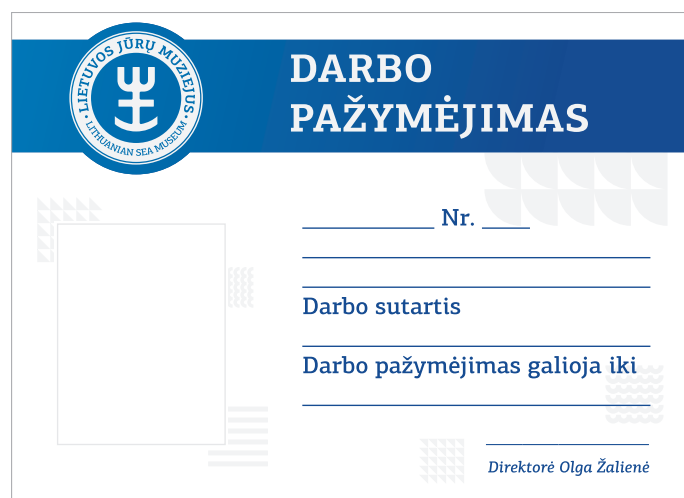 LIETUVOS JŪRŲ MUZIEJUS
LITHUANIAN SEA MUSEUM
DARBO
PAŽYMĖJIMAS
Nr.
Darbo sutartis
Darbo pažymėjimas galioja iki
Direktorė Olga Žalienė